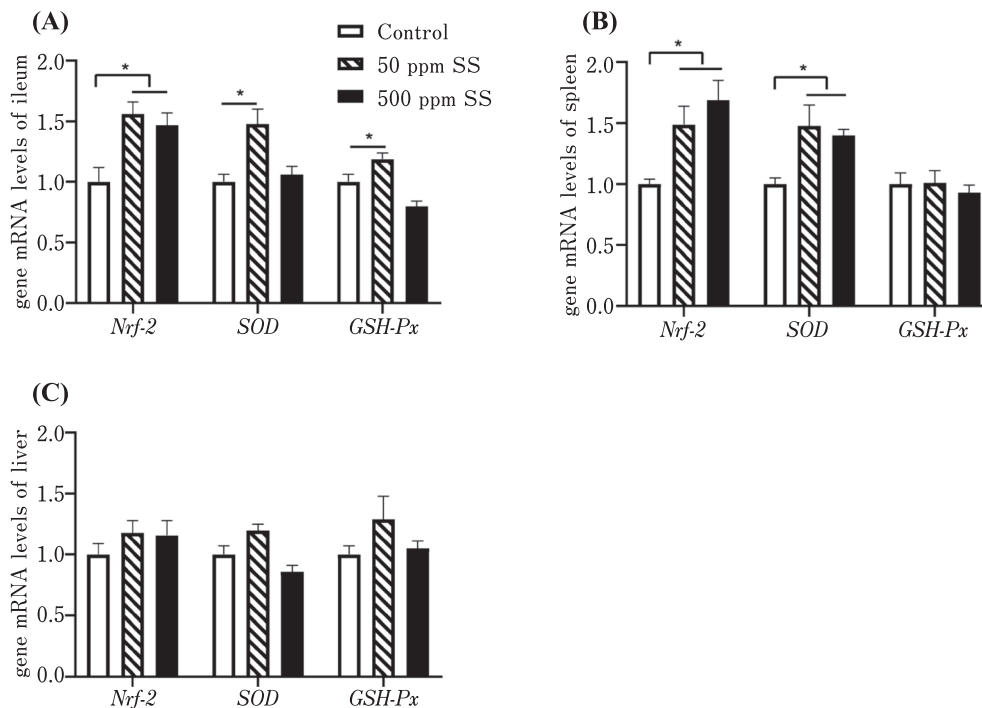 (A)
Control
50 ppm SS
500 ppm SS
gene mRNA levels of ileum
2.0
1.5
1.0
0.5
0.0
*
*
*
Nrf-2
SOD
GSH-Px
(B)
gene mRNA levels of spleen
2.0
1.5
1.0
0.5
0.0
*
*
Nrf-2
SOD
GSH-Px
(C)
gene mRNA levels of liver
2.0
1.5
1.0
0.5
0.0
Nrf-2
SOD
GSH-Px